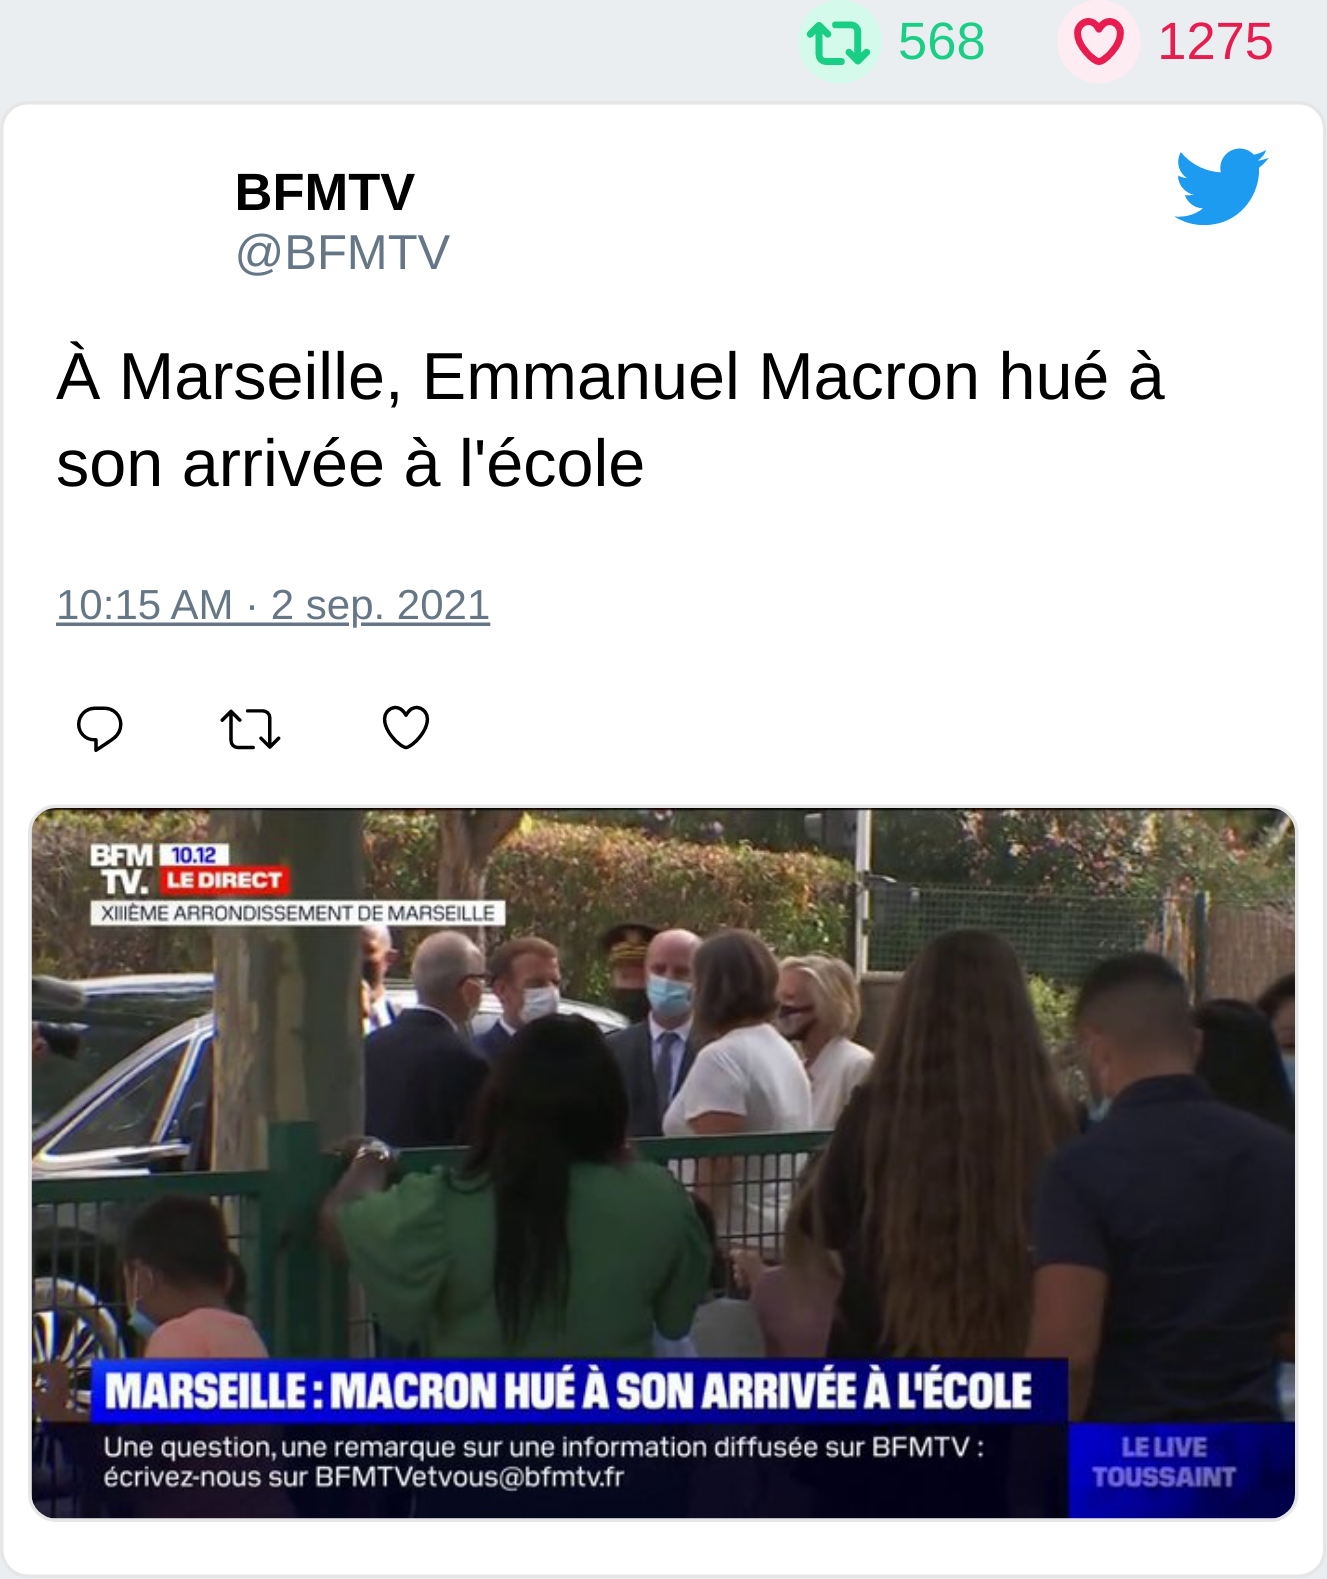 568 1275
BFMTV
@BFMTV
À Marseille, Emmanuel Macron hué à
son arrivée à l'école
10:15 AM · 2 sep. 2021
BFM 10.12
TV. LE DIRECT
XIIIÈME ARRONDISSEMENT DE MARSEILLE
MARSEILLE : MACRON HUÉ À SON ARRIVÉE À L'ÉCOLE
Une question, une remarque sur une information diffusée sur BFMTV :
écrivez-nous sur BFMTVetvous@bfmtv.fr
LE LIVE
TOUSSAINT